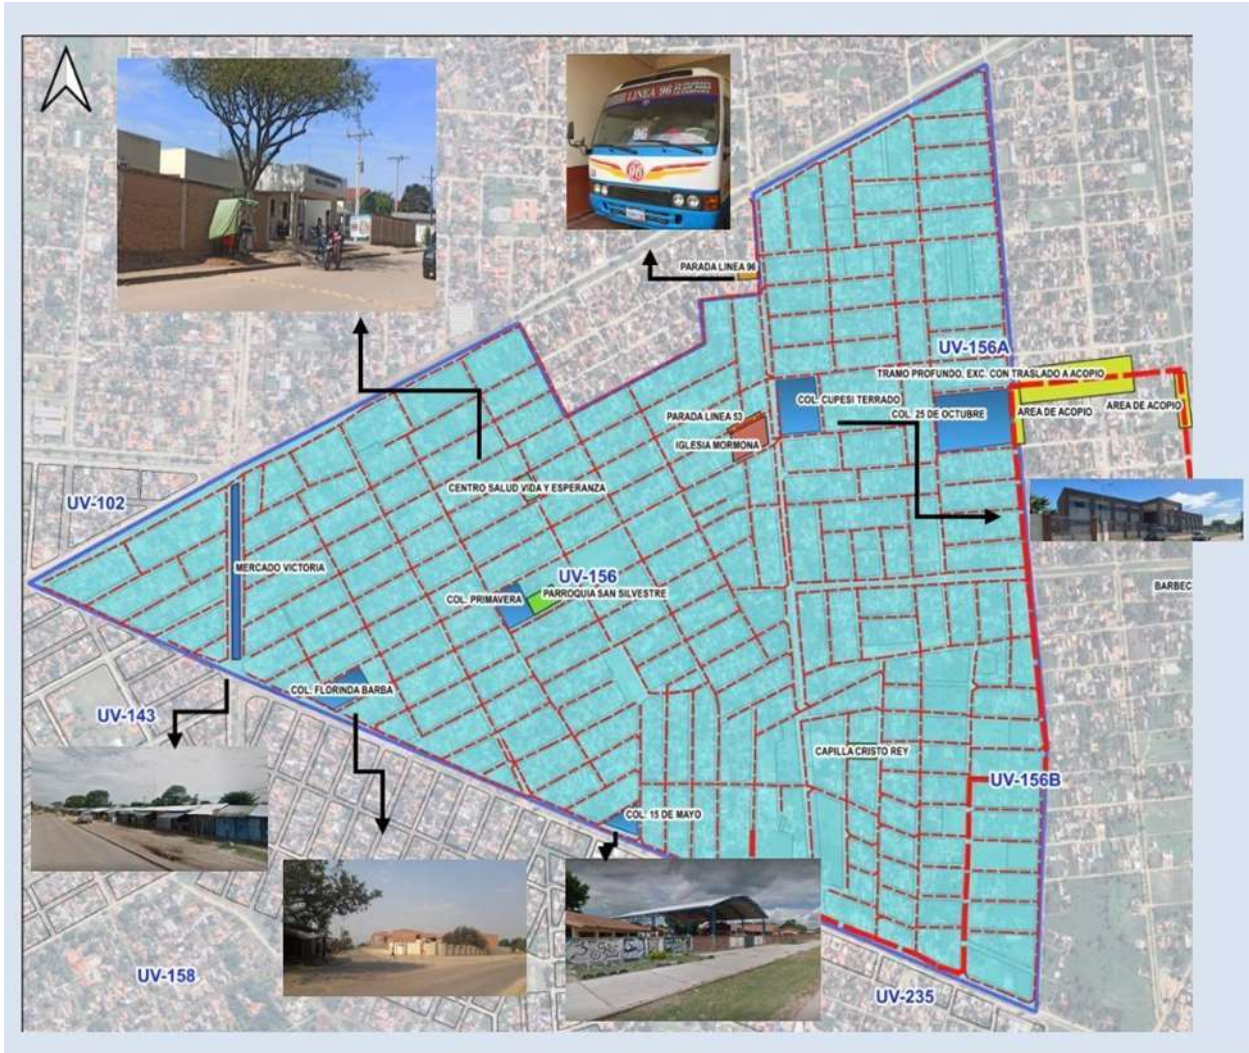 LINEA 96
96
PARADA LINEA 96
UV-156A
TRAMO PROFUNDO, EXC. CON TRASLADO A ACOPIO
COL. CUPESI TERRADO
COL. 25 DE OCTUBRE
AREA DE ACOPIO
AREA DE ACOPIO
PARADA LINEA 53
IGLESIA MORMONA
CENTRO SALUD VIDA Y ESPERANZA
UV-102
MERCADO VICTORIA
UV-156
COL. PRIMAVERA
PARROQUIA SAN SILVESTRE
BARBEC
COL. FLORINDA BARBA
UV-143
CAPILLA CRISTO REY
UV-156B
COL. 15 DE MAYO
UV-158
UV-235